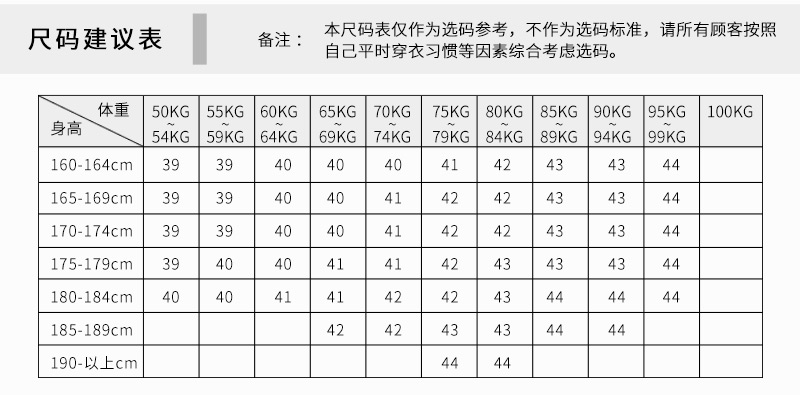 尺码建议表
备注： 本尺码表仅作为选码参考，不作为选码标准，请所有顾客按照
自己平时穿衣习惯等因素综合考虑选码。
体重 50KG 55KG 60KG 65KG 70KG 75KG 80KG 85KG 90KG 95KG 100KG
~ ~ ~ ~ ~ ~ ~ ~ ~ ~
身高 54KG 59KG 64KG 69KG 74KG 79KG 84KG 89KG 94KG 99KG
160-164cm 39 39 40 40 40 41 42 43 43 44
165-169cm 39 39 40 40 41 42 42 43 43 44
170-174cm 39 39 40 40 41 42 42 43 43 44
175-179cm 39 40 40 41 41 42 43 43 43 44
180-184cm 40 40 41 41 42 42 43 44 44 44
185-189cm 42 42 43 43 44 44
190-以上cm 44 44